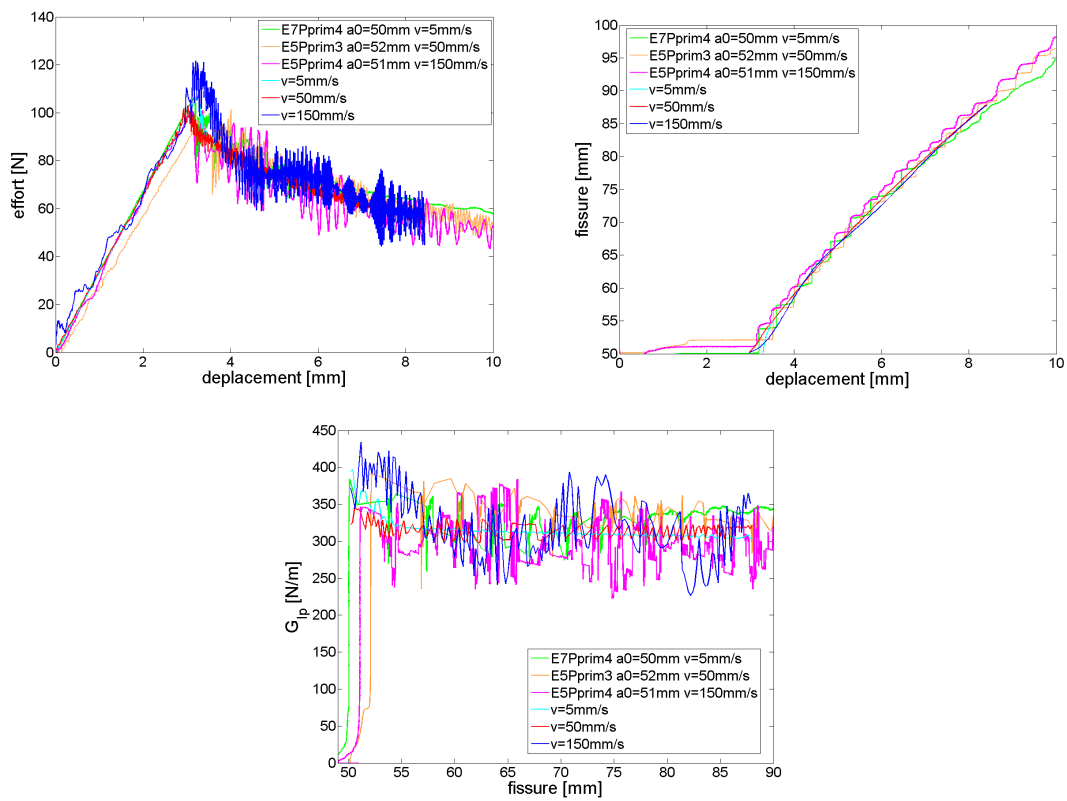 140
120
100
80
60
40
20
0
effort [N]
0 2 4 6 8 10
deplacement [mm]
E7Pprim4 a0=50mm v=5mm/s
E5Pprim3 a0=52mm v=50mm/s
E5Pprim4 a0=51mm v=150mm/s
v=5mm/s
v=50mm/s
v=150mm/s
100
95
90
85
80
75
70
65
60
55
50
fissure [mm]
0 2 4 6 8 10
deplacement [mm]
E7Pprim4 a0=50mm v=5mm/s
E5Pprim3 a0=52mm v=50mm/s
E5Pprim4 a0=51mm v=150mm/s
v=5mm/s
v=50mm/s
v=150mm/s
450
400
350
300
250
200
150
100
50
0
G_Ip [N/m]
50 55 60 65 70 75 80 85 90
fissure [mm]
E7Pprim4 a0=50mm v=5mm/s
E5Pprim3 a0=52mm v=50mm/s
E5Pprim4 a0=51mm v=150mm/s
v=5mm/s
v=50mm/s
v=150mm/s